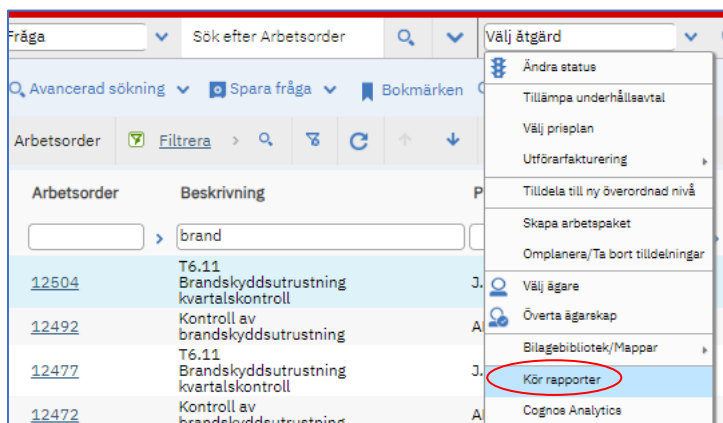 Fråga Sök efter Arbetsorder Välj åtgärd
Avancerad sökning Spara fråga Bokmärken
Arbetsorder Filtrera
Arbetsorder Beskrivning P
brand
12504 T6.11 Brandskyddsutrustning kvartalskontroll J.
12492 Kontroll av brandskyddsutrustning
12477 T6.11 Brandskyddsutrustning kvartalskontroll J.
12472 Kontroll av brandskyddsutrustning
Ändra status
Tillämpa underhållsavtal
Välj prisplan
Utförarfakturering
Tilldela till ny överordnad nivå
Skapa arbetspaket
Omplanera/Ta bort tilldelningar
Välj ägare
Överta ägarskap
Bilagebibliotek/Mappar
Kör rapporter
Cognos Analytics